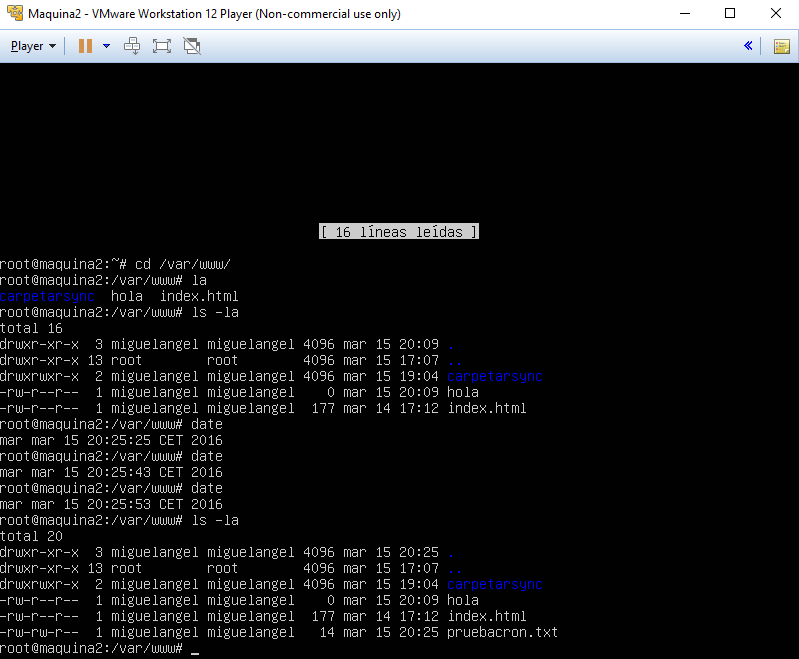 Maquina2 - VMware Workstation 12 Player (Non-commercial use only)
Player
[ 16 líneas leídas ]
root@maquina2:~# cd /var/www/
root@maquina2:/var/www# la
carpetarsync  hola  index.html
root@maquina2:/var/www# ls -la
total 16
drwxr-xr-x  3 miguelangel miguelangel 4096 mar 15 20:09 .
drwxr-xr-x 13 root        root        4096 mar 15 17:07 ..
drwxrwxr-x  2 miguelangel miguelangel 4096 mar 15 19:04 carpetarsync
-rw-r--r--  1 miguelangel miguelangel    0 mar 15 20:09 hola
-rw-r--r--  1 miguelangel miguelangel  177 mar 14 17:12 index.html
root@maquina2:/var/www# date
mar mar 15 20:25:25 CET 2016
root@maquina2:/var/www# date
mar mar 15 20:25:43 CET 2016
root@maquina2:/var/www# date
mar mar 15 20:25:53 CET 2016
root@maquina2:/var/www# ls -la
total 20
drwxr-xr-x  3 miguelangel miguelangel 4096 mar 15 20:25 .
drwxr-xr-x 13 root        root        4096 mar 15 17:07 ..
drwxrwxr-x  2 miguelangel miguelangel 4096 mar 15 19:04 carpetarsync
-rw-r--r--  1 miguelangel miguelangel    0 mar 15 20:09 hola
-rw-r--r--  1 miguelangel miguelangel  177 mar 14 17:12 index.html
-rw-rw-r--  1 miguelangel miguelangel   14 mar 15 20:25 pruebacron.txt
root@maquina2:/var/www# _